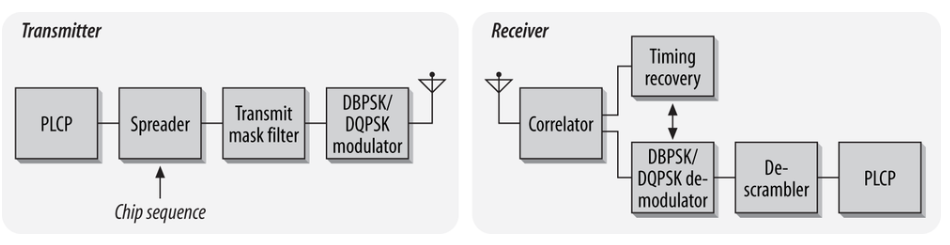 Transmitter
PLCP
Spreader
Transmit
mask filter
DBPSK/
DQPSK
modulator
Chip sequence
Receiver
Correlator
Timing
recovery
DBPSK/
DQPSK de-
modulator
De-
scrambler
PLCP